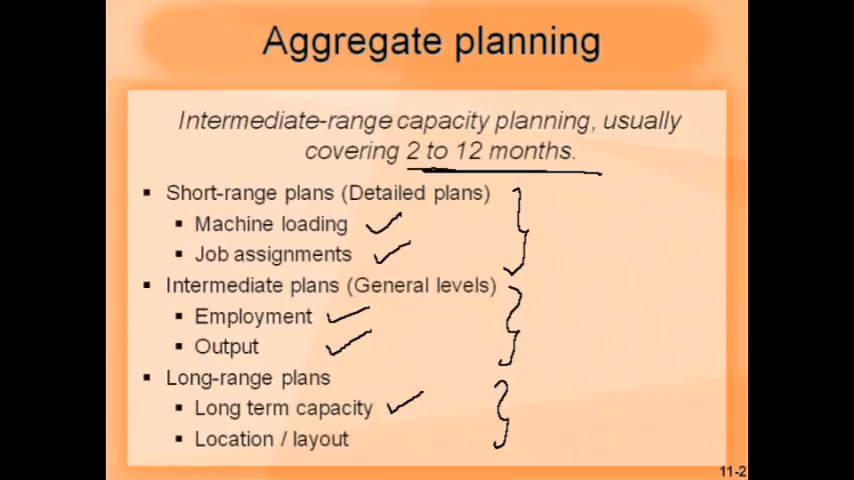 Aggregate planning
Intermediate-range capacity planning, usually
covering 2 to 12 months.
▪ Short-range plans (Detailed plans)
▪ Machine loading
▪ Job assignments
▪ Intermediate plans (General levels)
▪ Employment
▪ Output
▪ Long-range plans
▪ Long term capacity
▪ Location / layout
11-2